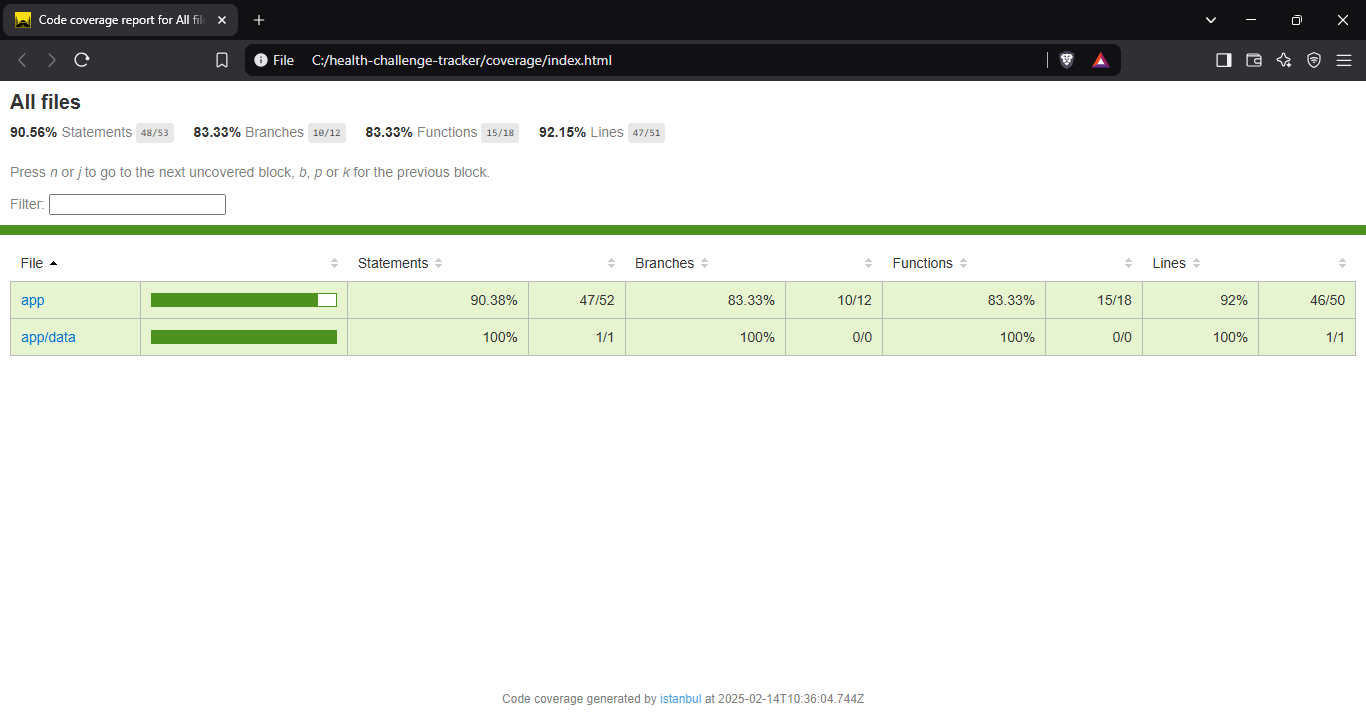 Code coverage report for All fil
File C:/health-challenge-tracker/coverage/index.html
All files
90.56% Statements 48/53 83.33% Branches 10/12 83.33% Functions 15/18 92.15% Lines 47/51
Press n or j to go to the next uncovered block, b, p or k for the previous block.
Filter:
File Statements Branches Functions Lines
app 90.38% 47/52 83.33% 10/12 83.33% 15/18 92% 46/50
app/data 100% 1/1 100% 0/0 100% 0/0 100% 1/1
Code coverage generated by istanbul at 2025-02-14T10:36:04.744Z